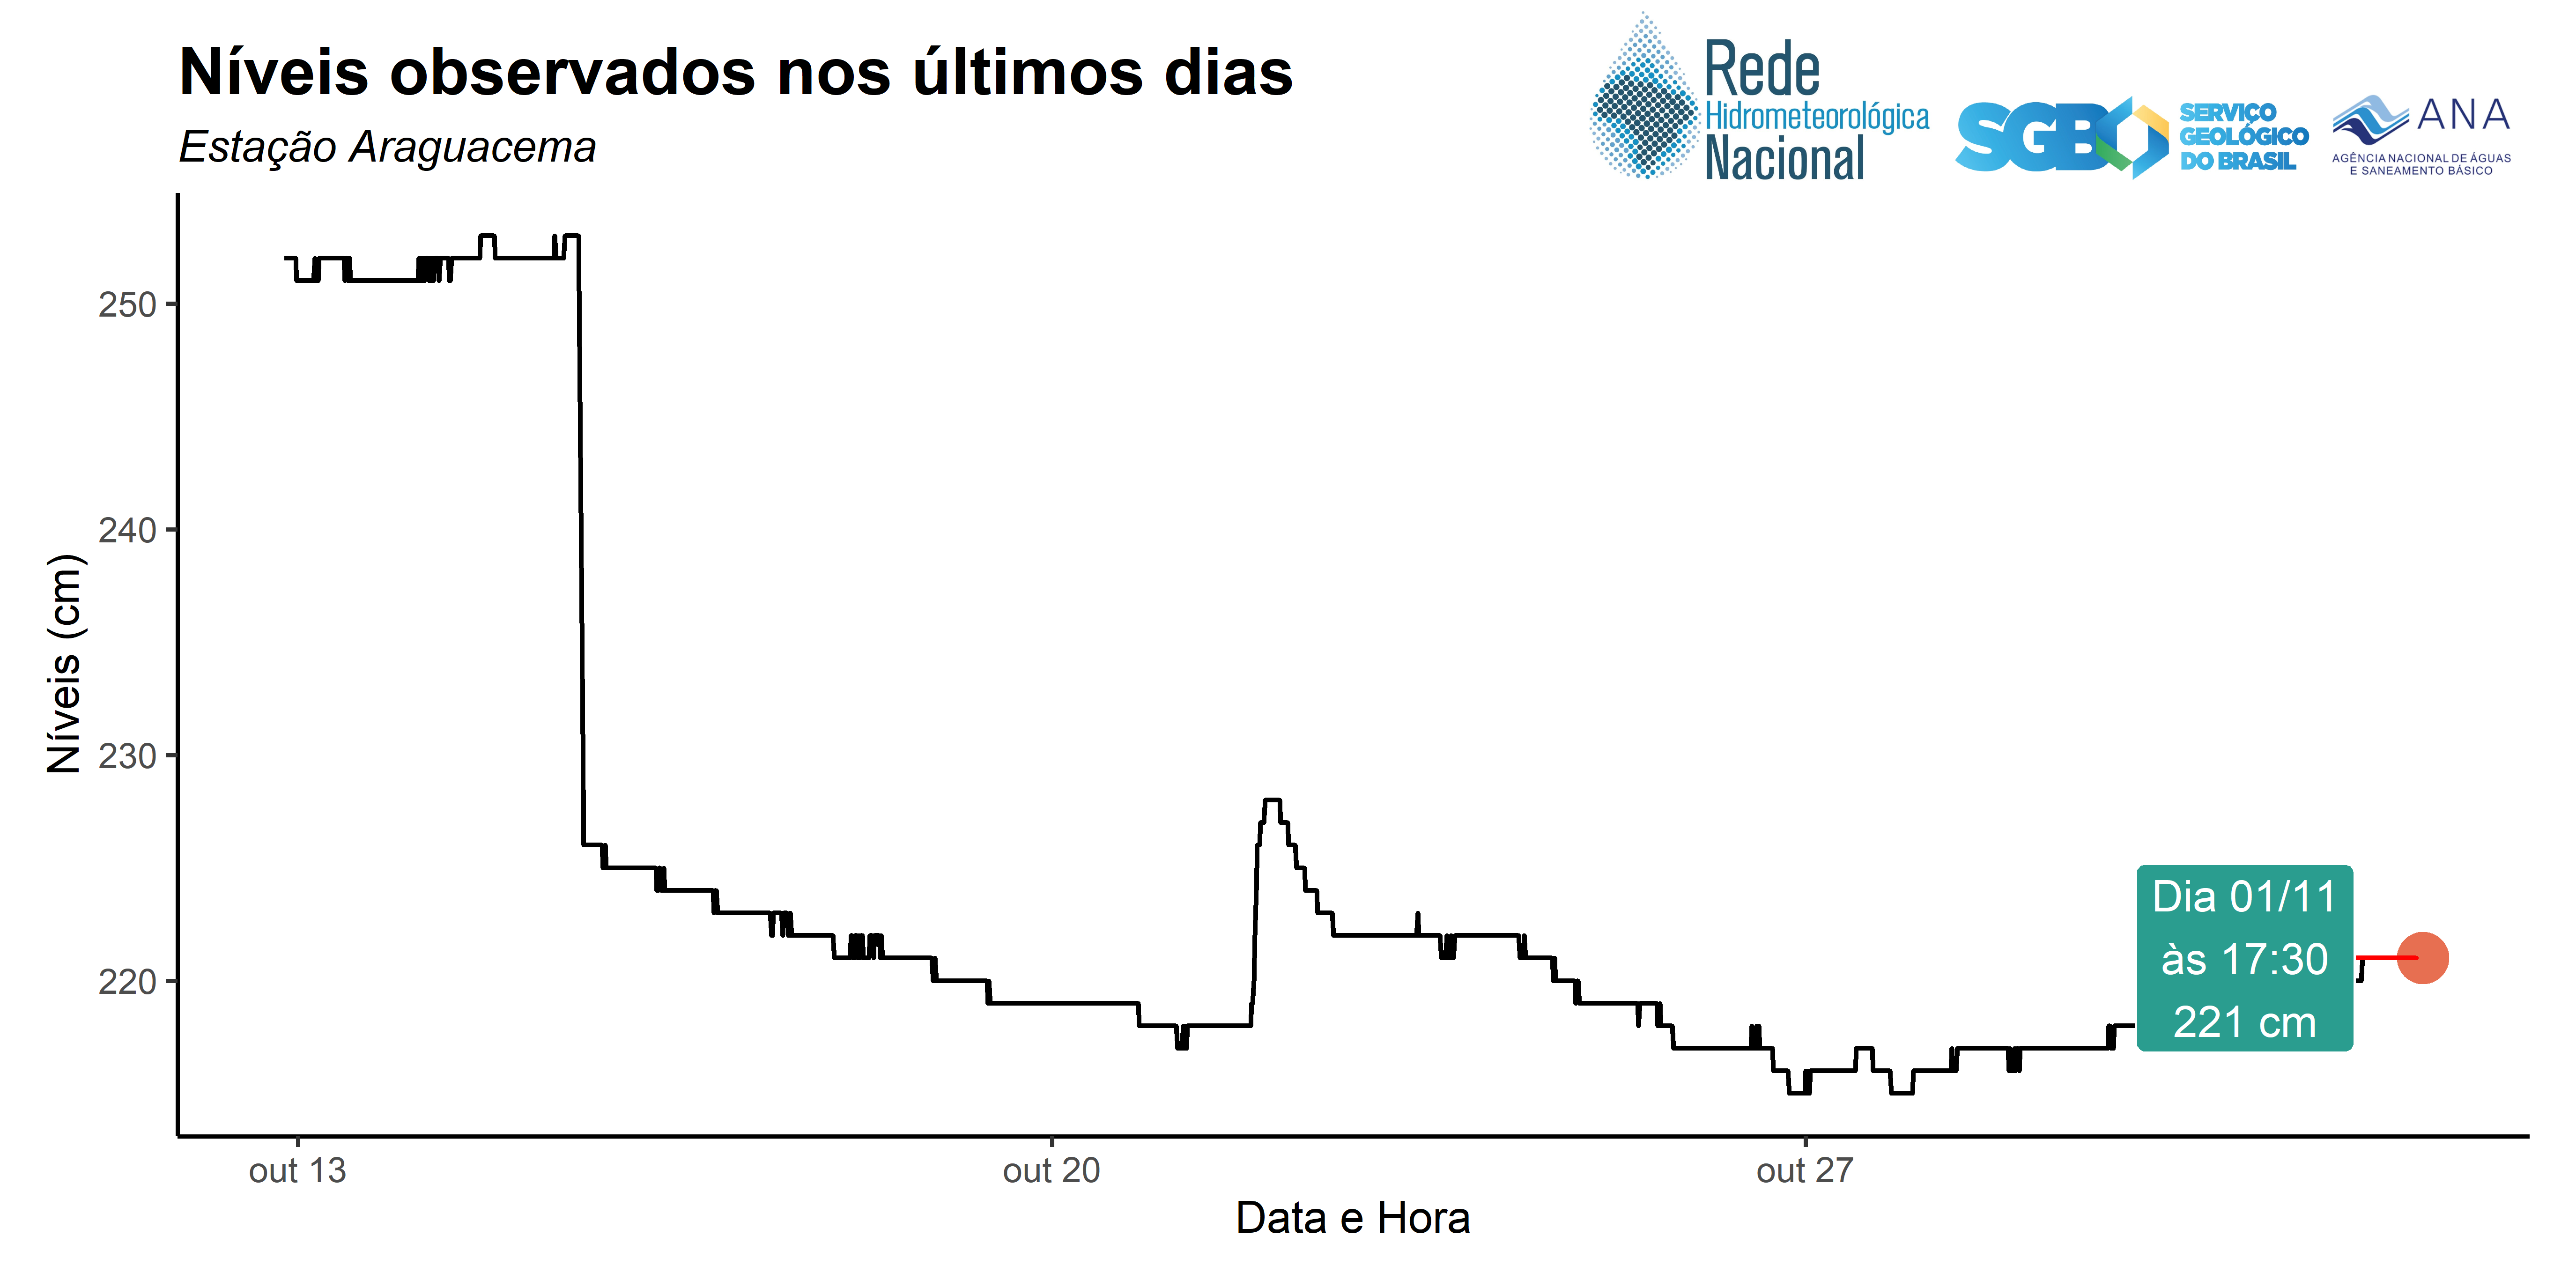 Níveis observados nos últimos dias
Estação Araguacema
Rede
Hidrometeorológica
Nacional
SGB
SERVIÇO
GEOLÓGICO
DO BRASIL
ANA
AGÊNCIA NACIONAL DE ÁGUAS
E SANEAMENTO BÁSICO
Níveis (cm)
250
240
230
220
Dia 01/11
às 17:30
221 cm
out 13
out 20
out 27
Data e Hora